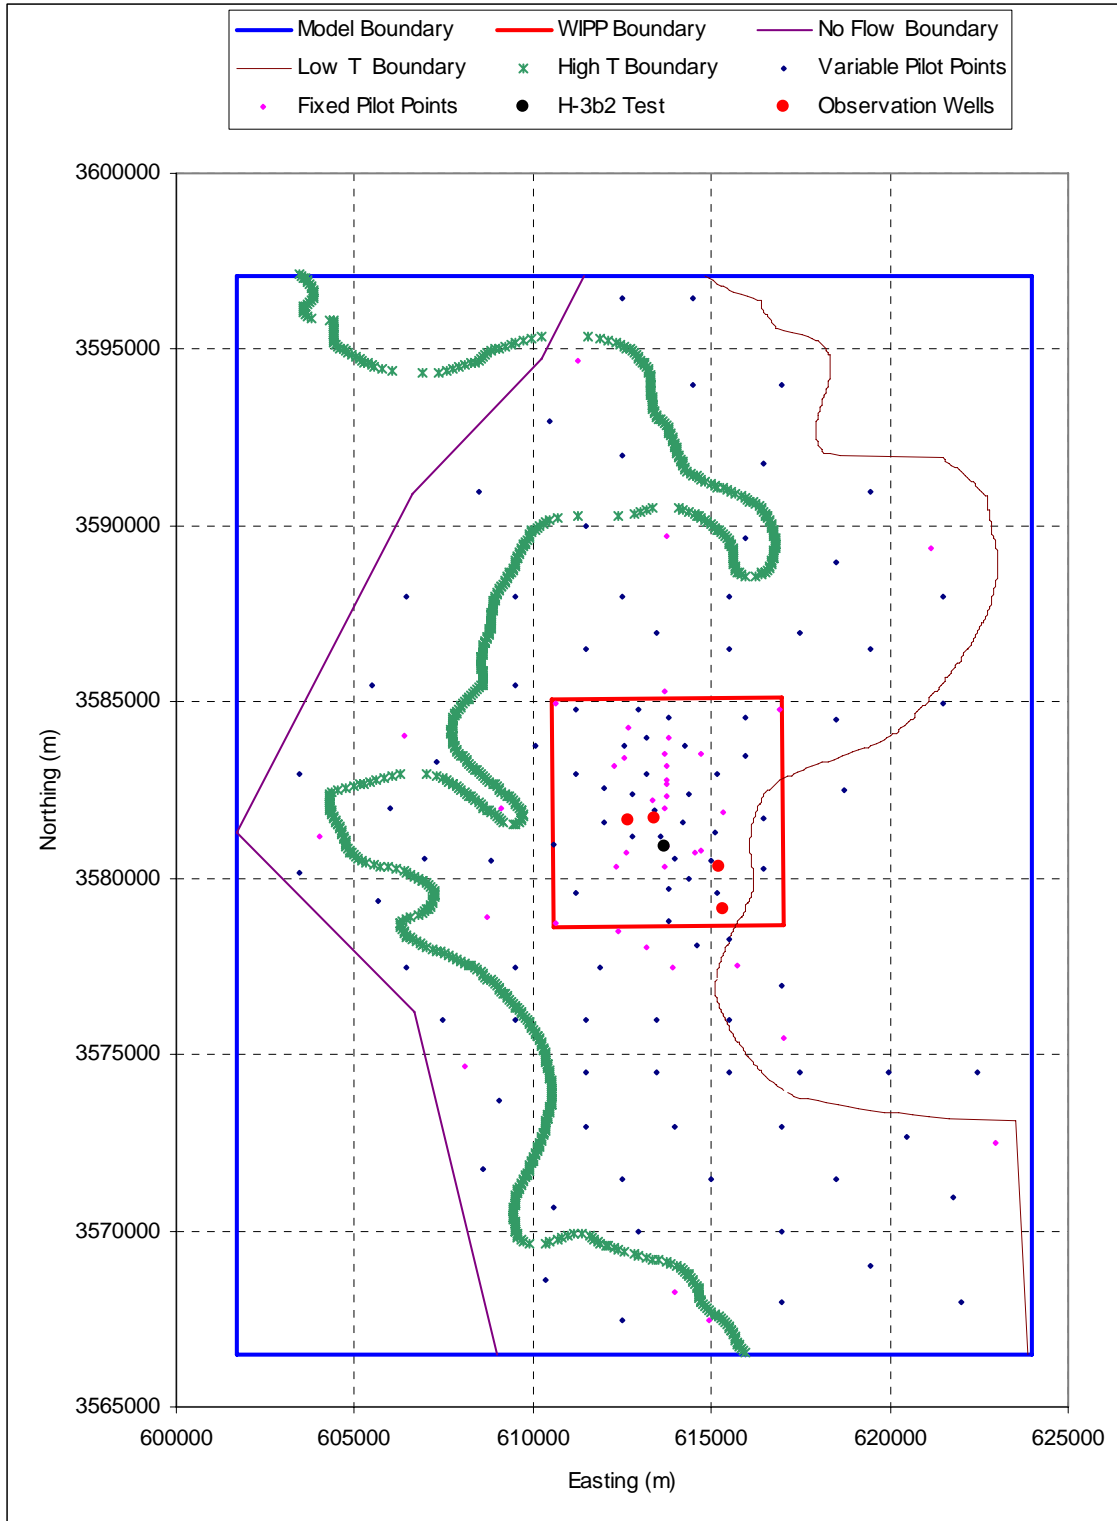 Model Boundary WIPP Boundary No Flow Boundary
Low T Boundary High T Boundary Variable Pilot Points
Fixed Pilot Points H-3b2 Test Observation Wells
3600000
3595000
3590000
3585000
3580000
3575000
3570000
3565000
Northing (m)
600000 605000 610000 615000 620000 625000
Easting (m)